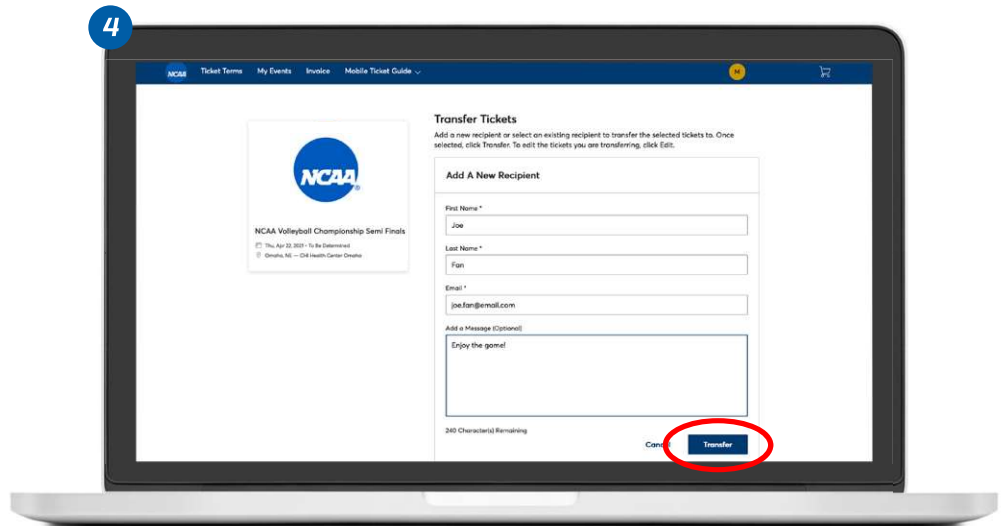 4
NCAA Ticket Terms My Events Invoice Mobile Ticket Guide M
Transfer Tickets
Add a new recipient or select an existing recipient to transfer the selected tickets to. Once
selected, click Transfer. To edit the tickets you are transferring, click Edit.
NCAA®
NCAA Volleyball Championship Semi Finals
Thu, Apr 22, 2021 - To Be Determined
Omaha, NE — CHI Health Center Omaha
Add A New Recipient
First Name *
Joe
Last Name *
Fan
Email *
joe.fan@email.com
Add a Message (Optional)
Enjoy the game!
240 Character(s) Remaining
Cancel Transfer